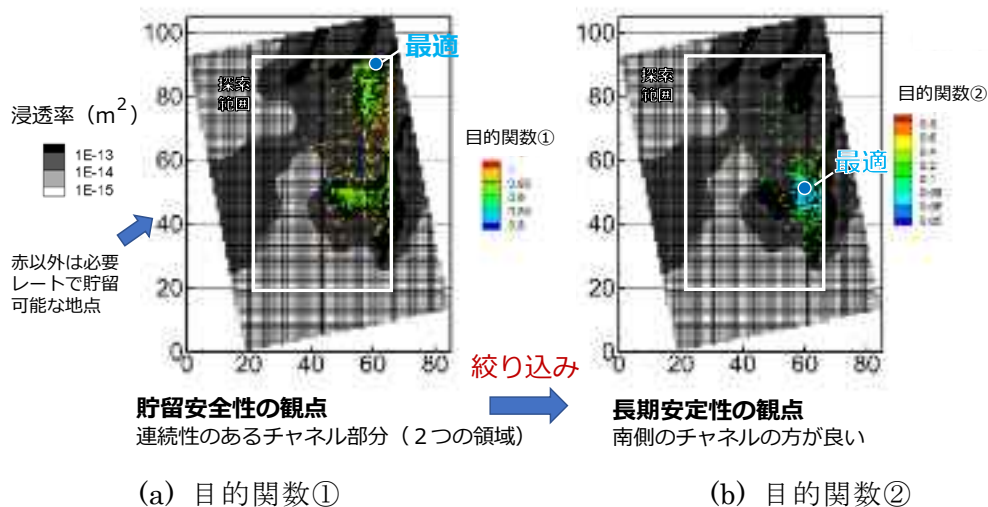 100
80
60
40
20
0
0
20
40
60
80
最適
探索
範囲
浸透率(m²)
1E-13
1E-14
1E-15
赤以外は必要
レートで貯留
可能な地点
目的関数①
貯留安全性の観点
連続性のあるチャネル部分(2つの領域)
(a) 目的関数①
絞り込み
100
80
60
40
20
0
0
20
40
60
80
探索
範囲
最適
目的関数②
長期安定性の観点
南側のチャネルの方が良い
(b) 目的関数②